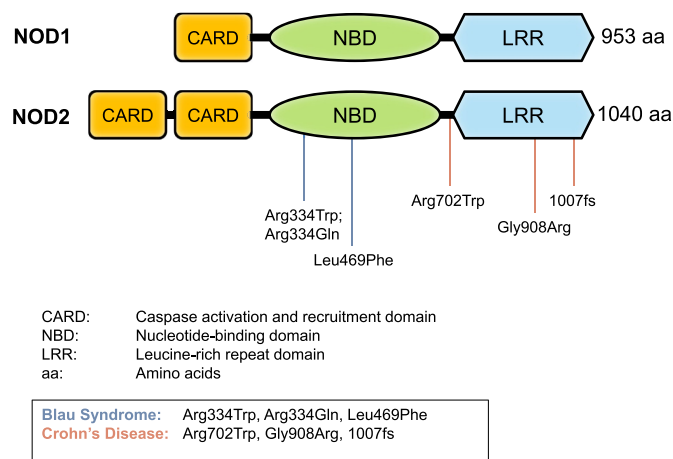 NOD1 CARD NBD LRR 953 aa
NOD2 CARD CARD NBD LRR 1040 aa
Arg334Trp;
Arg334Gln
Leu469Phe
Arg702Trp
Gly908Arg
1007fs
CARD: Caspase activation and recruitment domain
NBD: Nucleotide-binding domain
LRR: Leucine-rich repeat domain
aa: Amino acids
Blau Syndrome: Arg334Trp, Arg334Gln, Leu469Phe
Crohn's Disease: Arg702Trp, Gly908Arg, 1007fs